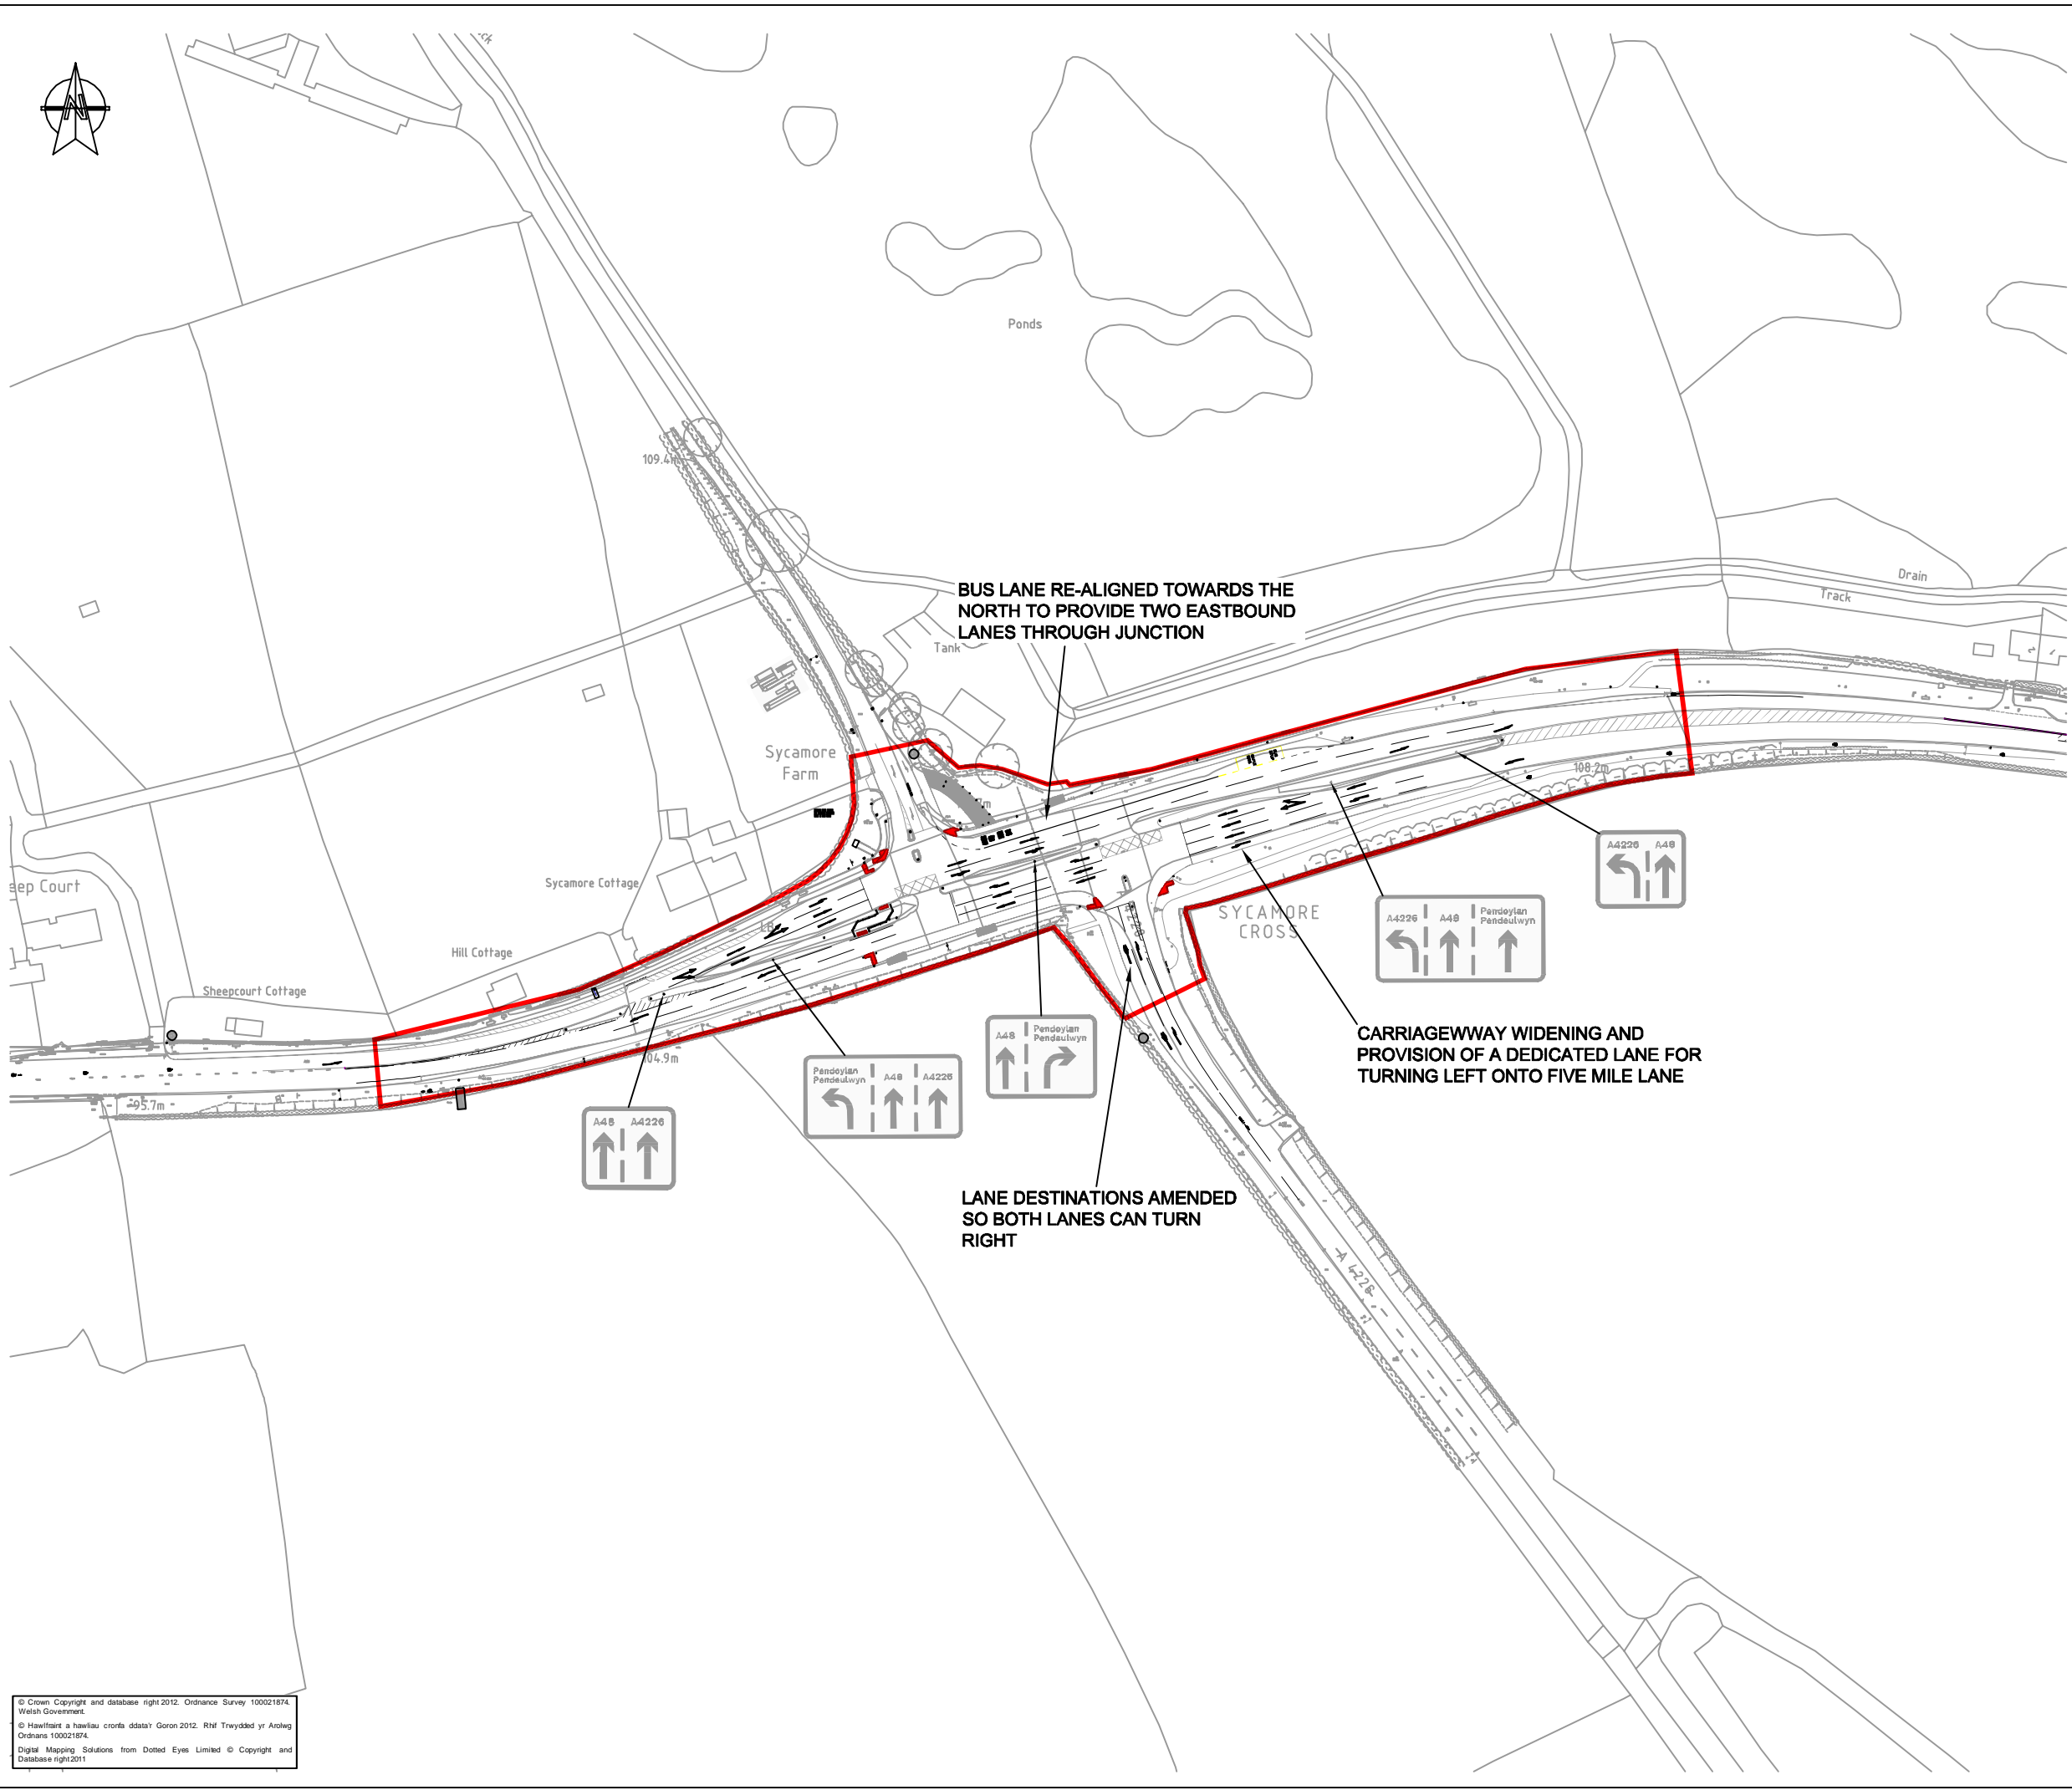 N
Ponds
109.4m
BUS LANE RE-ALIGNED TOWARDS THE
NORTH TO PROVIDE TWO EASTBOUND
LANES THROUGH JUNCTION
Drain
Track
Tank
Sycamore
Farm
108.2m
A4226 A48
Sycamore Cottage
eep Court
SYCAMORE
CROSS
A4226 A48 Pendoylan
Pendeulwyn
LB
Hill Cottage
Sheepcourt Cottage
A48 Pendoylan
Pendeulwyn
CARRIAGEWWAY WIDENING AND
PROVISION OF A DEDICATED LANE FOR
TURNING LEFT ONTO FIVE MILE LANE
104.9m
Pendoylan
Pendeulwyn A48 A4226
95.7m
A48 A4226
LANE DESTINATIONS AMENDED
SO BOTH LANES CAN TURN
RIGHT
A 4226
© Crown Copyright and database right 2012. Ordnance Survey 100021874.
Welsh Government.
© Hawlfraint a hawliau cronfa ddata'r Goron 2012. Rhif Trwydded yr Arolwg
Ordnans 100021874.
Digital Mapping Solutions from Dotted Eyes Limited © Copyright and
Database right 2011